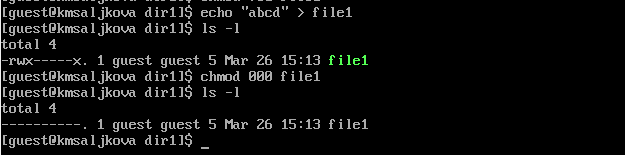 [guest@kmsaljkova dir1]$ echo "abcd" > file1
[guest@kmsaljkova dir1]$ ls -l
total 4
-rwx-----x. 1 guest guest 5 Mar 26 15:13 file1
[guest@kmsaljkova dir1]$ chmod 000 file1
[guest@kmsaljkova dir1]$ ls -l
total 4
----------. 1 guest guest 5 Mar 26 15:13 file1
[guest@kmsaljkova dir1]$ _